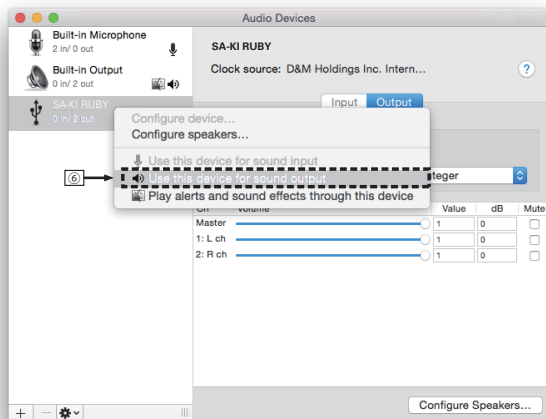 Audio Devices
Built-in Microphone
2 in/ 0 out
Built-in Output
0 in/ 2 out
SA-KI RUBY
0 in/ 2 out
SA-KI RUBY
Clock source: D&M Holdings Inc. Intern...
?
Input Output
Configure device...
Configure speakers...
Use this device for sound input
⑥ Use this device for sound output
Play alerts and sound effects through this device
teger
Ch Volume Value dB Mute
Master 1 0
1: L ch 1 0
2: R ch 1 0
Configure Speakers...